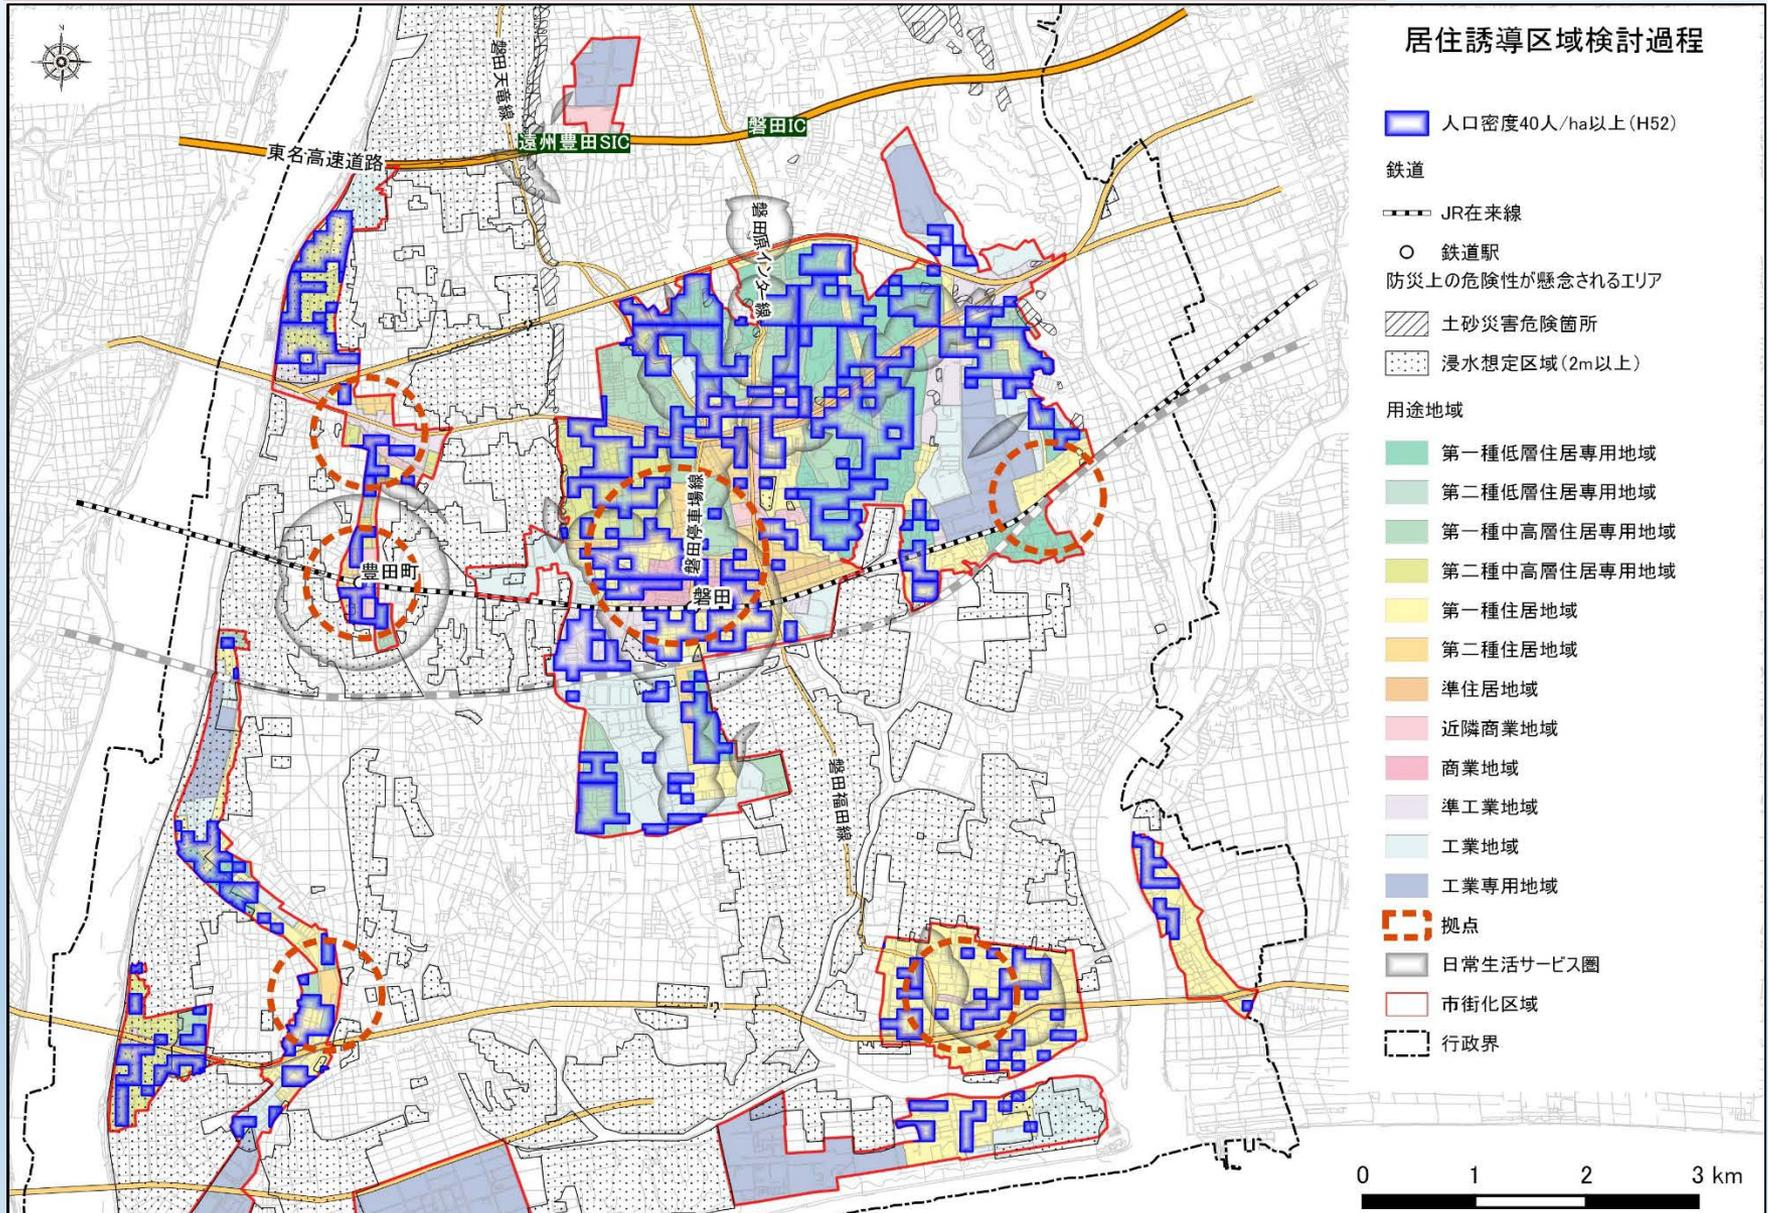 居住誘導区域検討過程
人口密度40人/ha以上(H52)
鉄道
JR在来線
鉄道駅
防災上の危険性が懸念されるエリア
土砂災害危険箇所
浸水想定区域(2m以上)
用途地域
第一種低層住居専用地域
第二種低層住居専用地域
第一種中高層住居専用地域
第二種中高層住居専用地域
第一種住居地域
第二種住居地域
準住居地域
近隣商業地域
商業地域
準工業地域
工業地域
工業専用地域
拠点
日常生活サービス圏
市街化区域
行政界
0 1 2 3 km
磐田天竜線
磐田IC
遠州豊田SIC
東名高速道路
磐田原インター線
磐田停車場線
豊田町
磐田
磐田福田線